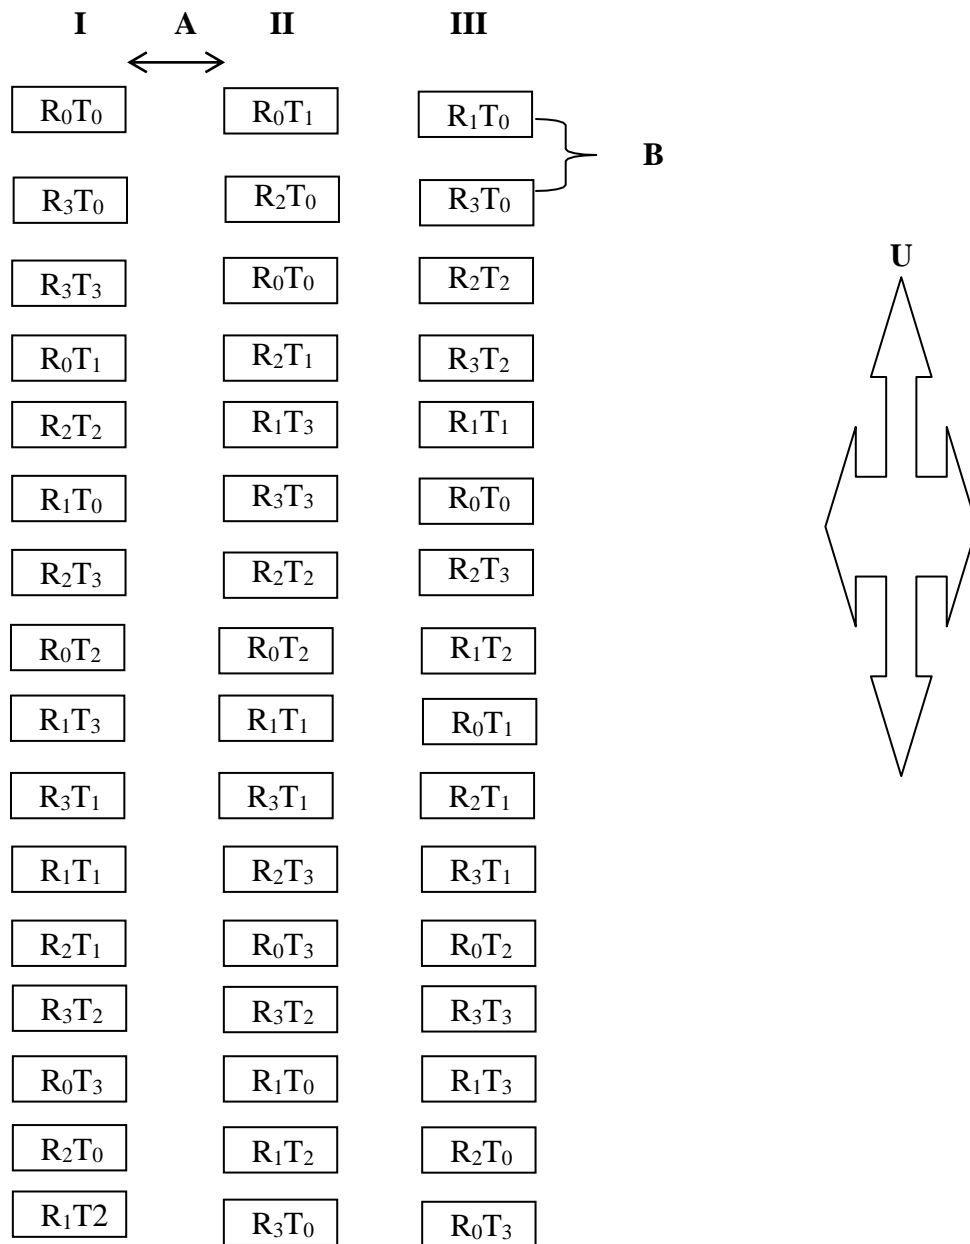 I A II III
R₀T₀ R₀T₁ R₁T₀
B
R₃T₀ R₂T₀ R₃T₀
U
R₃T₃ R₀T₀ R₂T₂
R₀T₁ R₂T₁ R₃T₂
R₂T₂ R₁T₃ R₁T₁
R₁T₀ R₃T₃ R₀T₀
R₂T₃ R₂T₂ R₂T₃
R₀T₂ R₀T₂ R₁T₂
R₁T₃ R₁T₁ R₀T₁
R₃T₁ R₃T₁ R₂T₁
R₁T₁ R₂T₃ R₃T₁
R₂T₁ R₀T₃ R₀T₂
R₃T₂ R₃T₂ R₃T₃
R₀T₃ R₁T₀ R₁T₃
R₂T₀ R₁T₂ R₂T₀
R₁T2 R₃T₀ R₀T₃